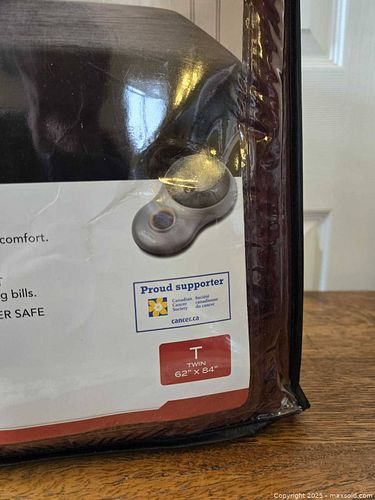 comfort.
g bills.
ER SAFE
Proud supporter
Canadian Cancer Society
Société canadienne du cancer
cancer.ca
T
TWIN
62" X 84"
Copyright 2025 - maxsold.com